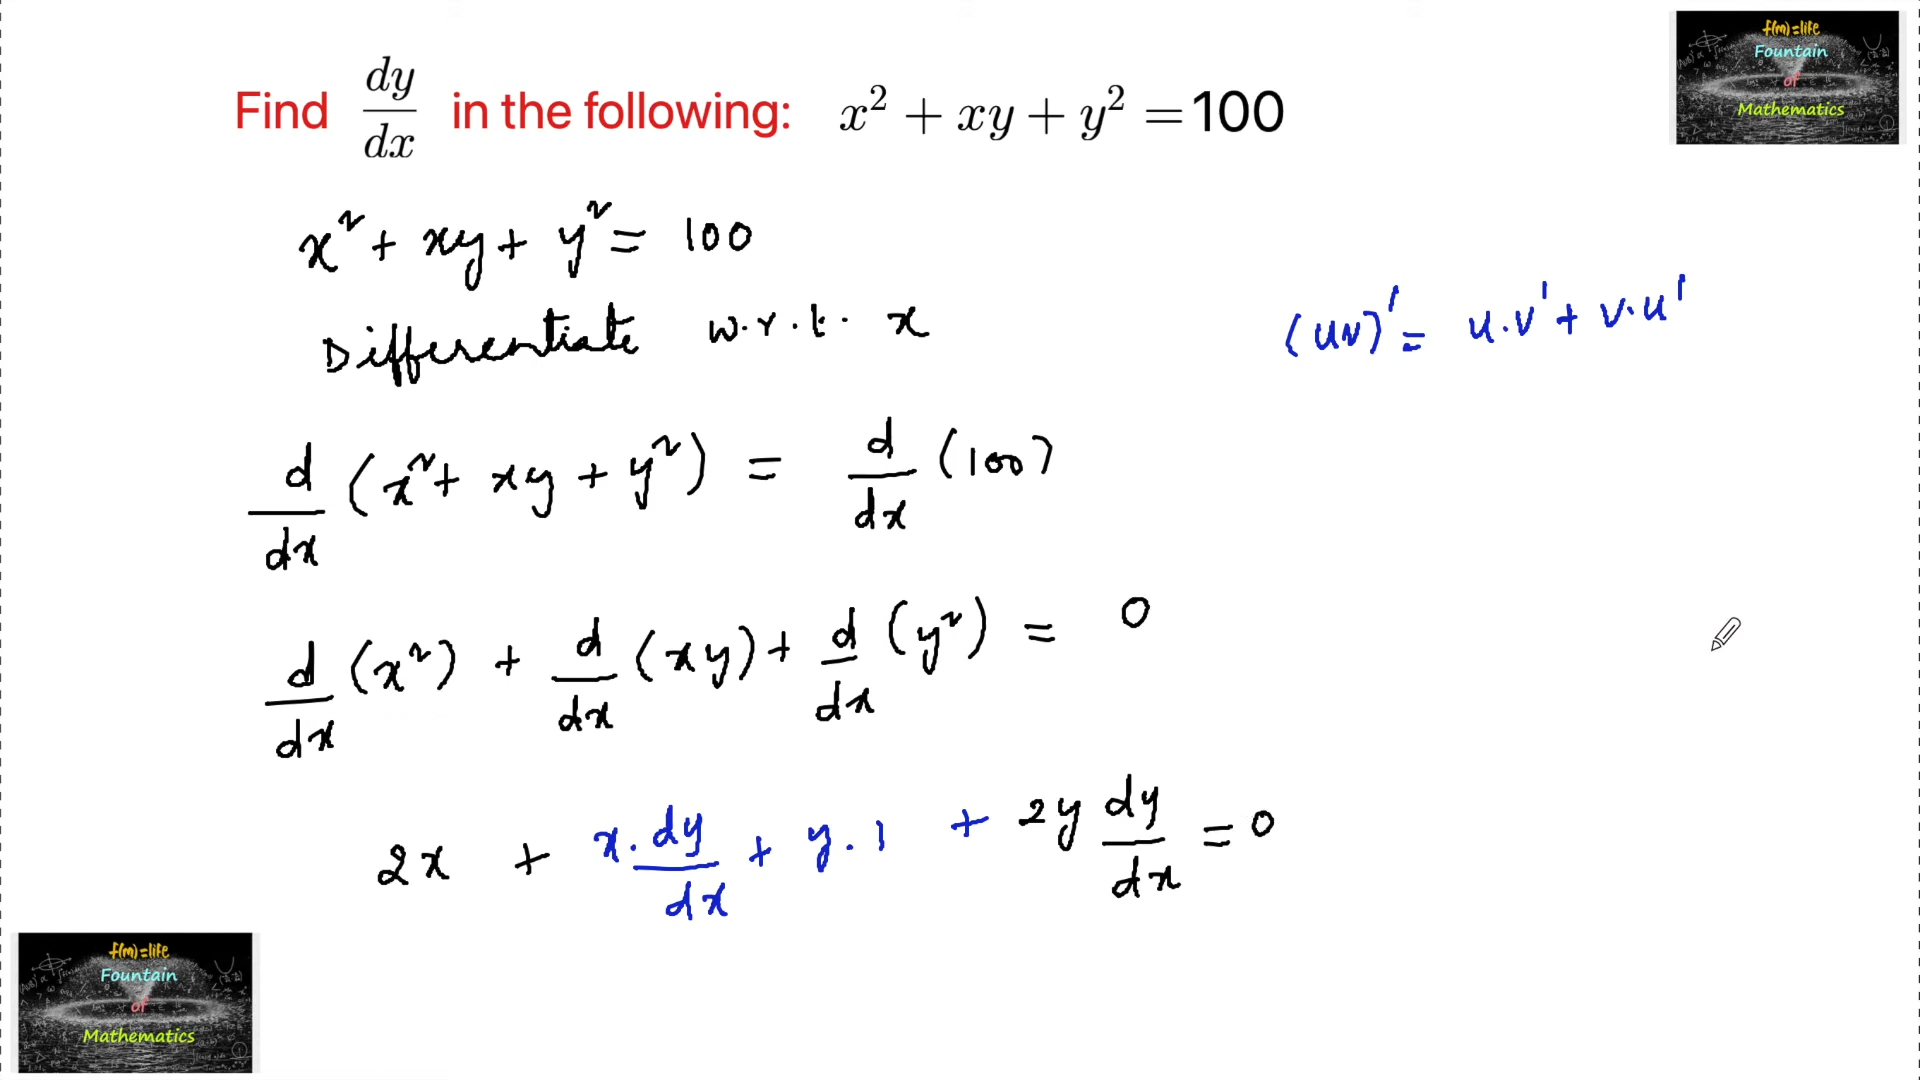 f(m)=life
Fountain
of
Mathematics
Find dy/dx in the following: x² + xy + y² = 100
x² + xy + y² = 100
Differentiate w.r.t. x
(uv)' = u.v' + v.u'
d/dx (x² + xy + y²) = d/dx (100)
d/dx (x²) + d/dx (xy) + d/dx (y²) = 0
2x + x. dy/dx + y.1 + 2y dy/dx = 0
f(m)=life
Fountain
of
Mathematics